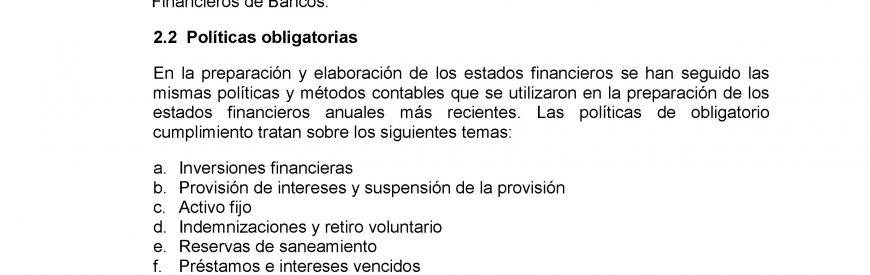 Financieros de Bancos.
2.2 Políticas obligatorias
En la preparación y elaboración de los estados financieros se han seguido las
mismas políticas y métodos contables que se utilizaron en la preparación de los
estados financieros anuales más recientes. Las políticas de obligatorio
cumplimiento tratan sobre los siguientes temas:
a. Inversiones financieras
b. Provisión de intereses y suspensión de la provisión
c. Activo fijo
d. Indemnizaciones y retiro voluntario
e. Reservas de saneamiento
f. Préstamos e intereses vencidos